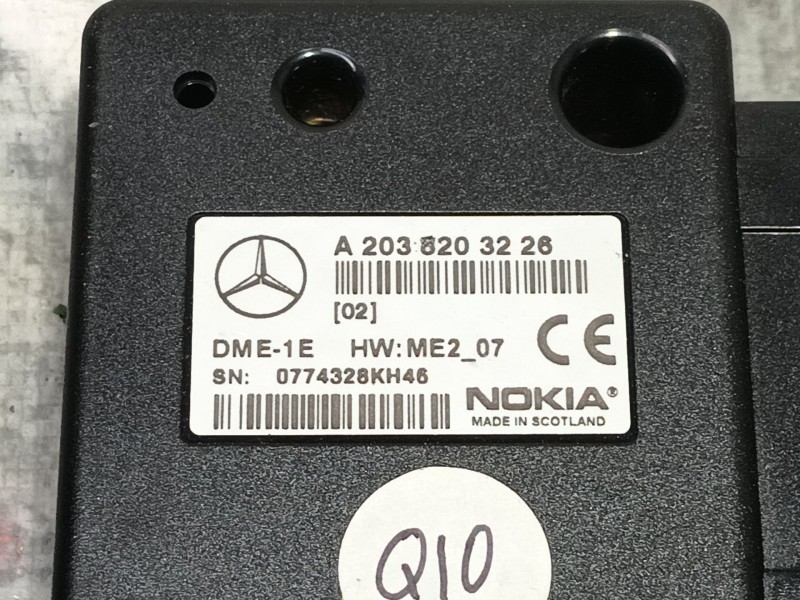 A 203 820 32 26
[02]
DME-1E HW: ME2_07 CE
SN: 0774328KH46
NOKIA®
MADE IN SCOTLAND
Q10